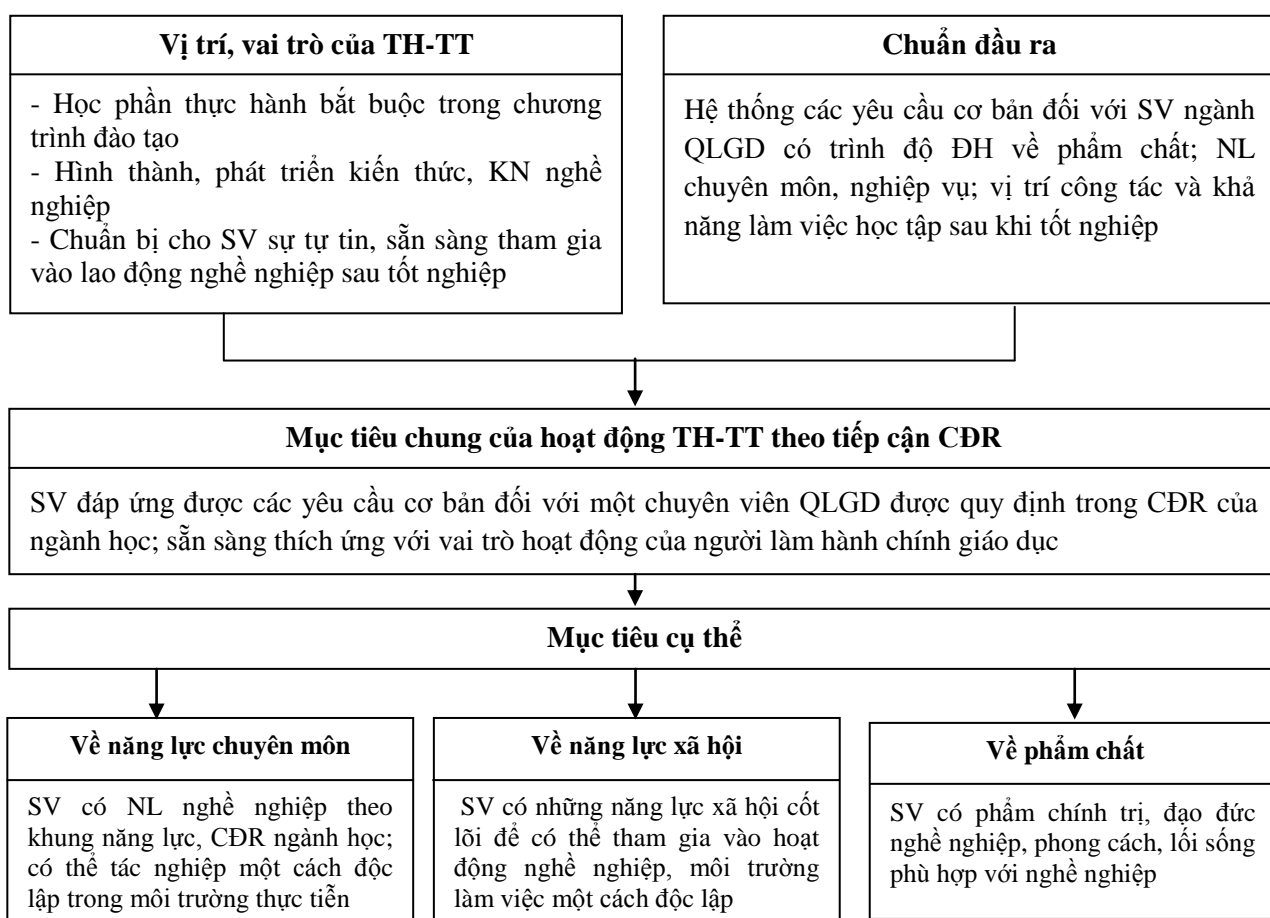 Vị trí, vai trò của TH-TT
- Học phần thực hành bắt buộc trong chương
trình đào tạo
- Hình thành, phát triển kiến thức, KN nghề
nghiệp
- Chuẩn bị cho SV sự tự tin, sẵn sàng tham gia
vào lao động nghề nghiệp sau tốt nghiệp
Chuẩn đầu ra
Hệ thống các yêu cầu cơ bản đối với SV ngành
QLGD có trình độ ĐH về phẩm chất; NL
chuyên môn, nghiệp vụ; vị trí công tác và khả
năng làm việc học tập sau khi tốt nghiệp
Mục tiêu chung của hoạt động TH-TT theo tiếp cận CĐR
SV đáp ứng được các yêu cầu cơ bản đối với một chuyên viên QLGD được quy định trong CĐR của
ngành học; sẵn sàng thích ứng với vai trò hoạt động của người làm hành chính giáo dục
Mục tiêu cụ thể
Về năng lực chuyên môn
SV có NL nghề nghiệp theo
khung năng lực, CĐR ngành học;
có thể tác nghiệp một cách độc
lập trong môi trường thực tiễn
Về năng lực xã hội
SV có những năng lực xã hội cốt
lõi để có thể tham gia vào hoạt
động nghề nghiệp, môi trường
làm việc một cách độc lập
Về phẩm chất
SV có phẩm chính trị, đạo đức
nghề nghiệp, phong cách, lối sống
phù hợp với nghề nghiệp